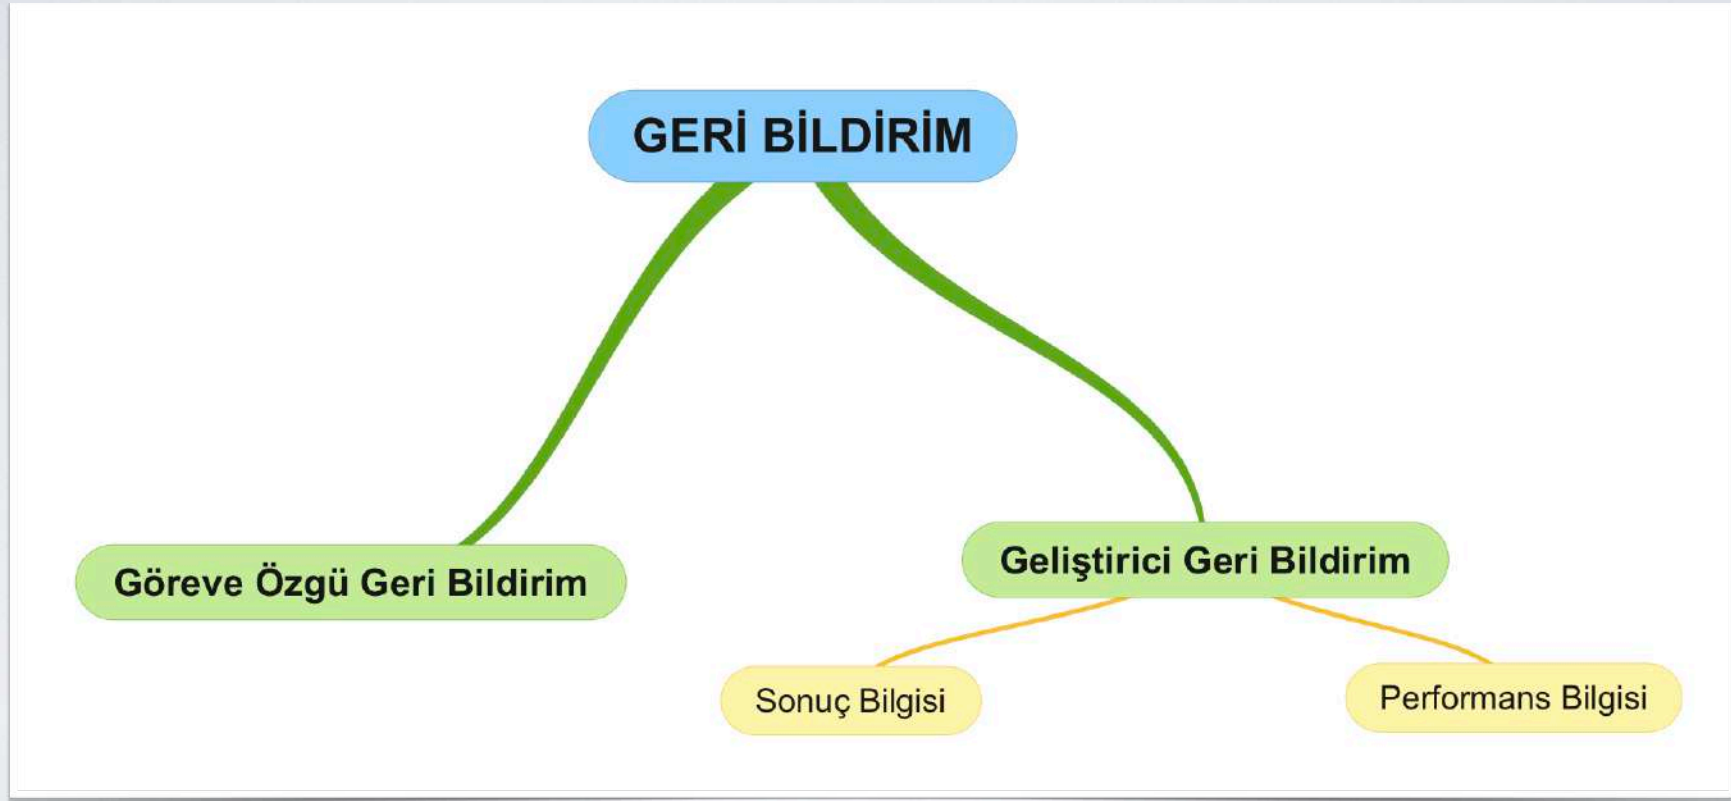 GERİ BİLDİRİM
Göreve Özgü Geri Bildirim
Geliştirici Geri Bildirim
Sonuç Bilgisi
Performans Bilgisi